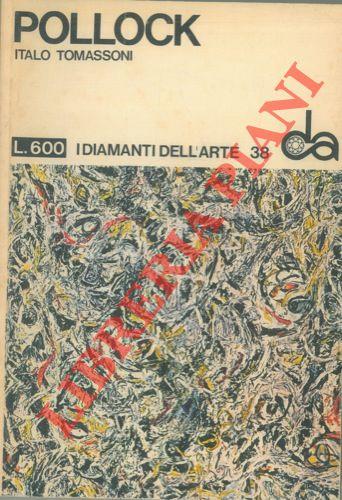 POLLOCK
ITALO TOMASSONI
L. 600 I DIAMANTI DELL'ARTE 38 da
LIBRERIA PIANI